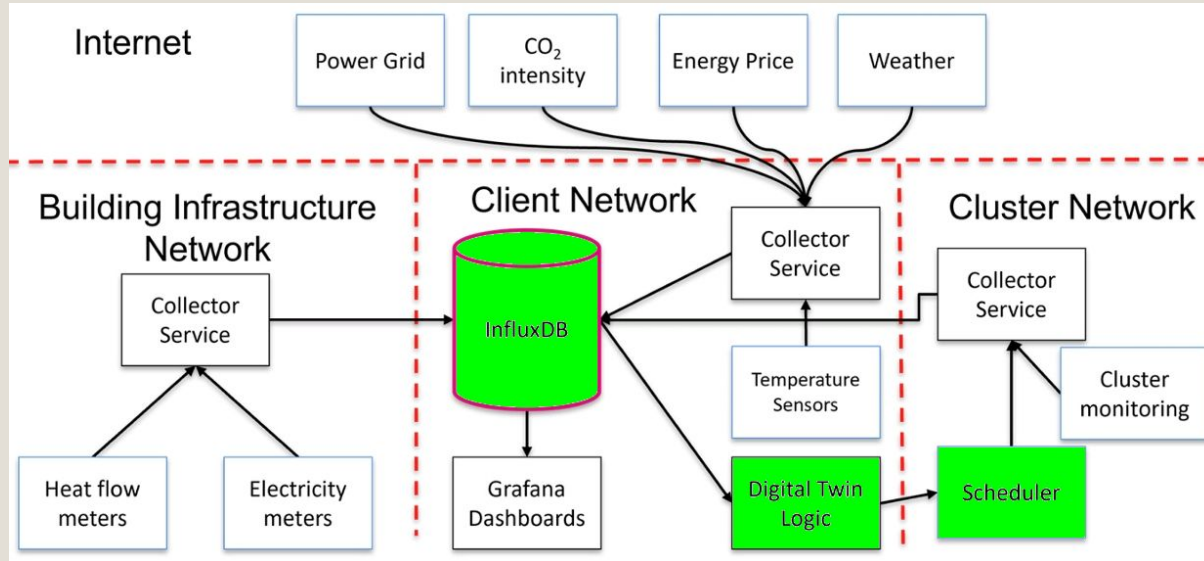 Internet
Power Grid
CO₂
intensity
Energy Price
Weather
Building Infrastructure
Network
Client Network
Cluster Network
Collector
Service
InfluxDB
Collector
Service
Collector
Service
Temperature
Sensors
Cluster
monitoring
Heat flow
meters
Electricity
meters
Grafana
Dashboards
Digital Twin
Logic
Scheduler